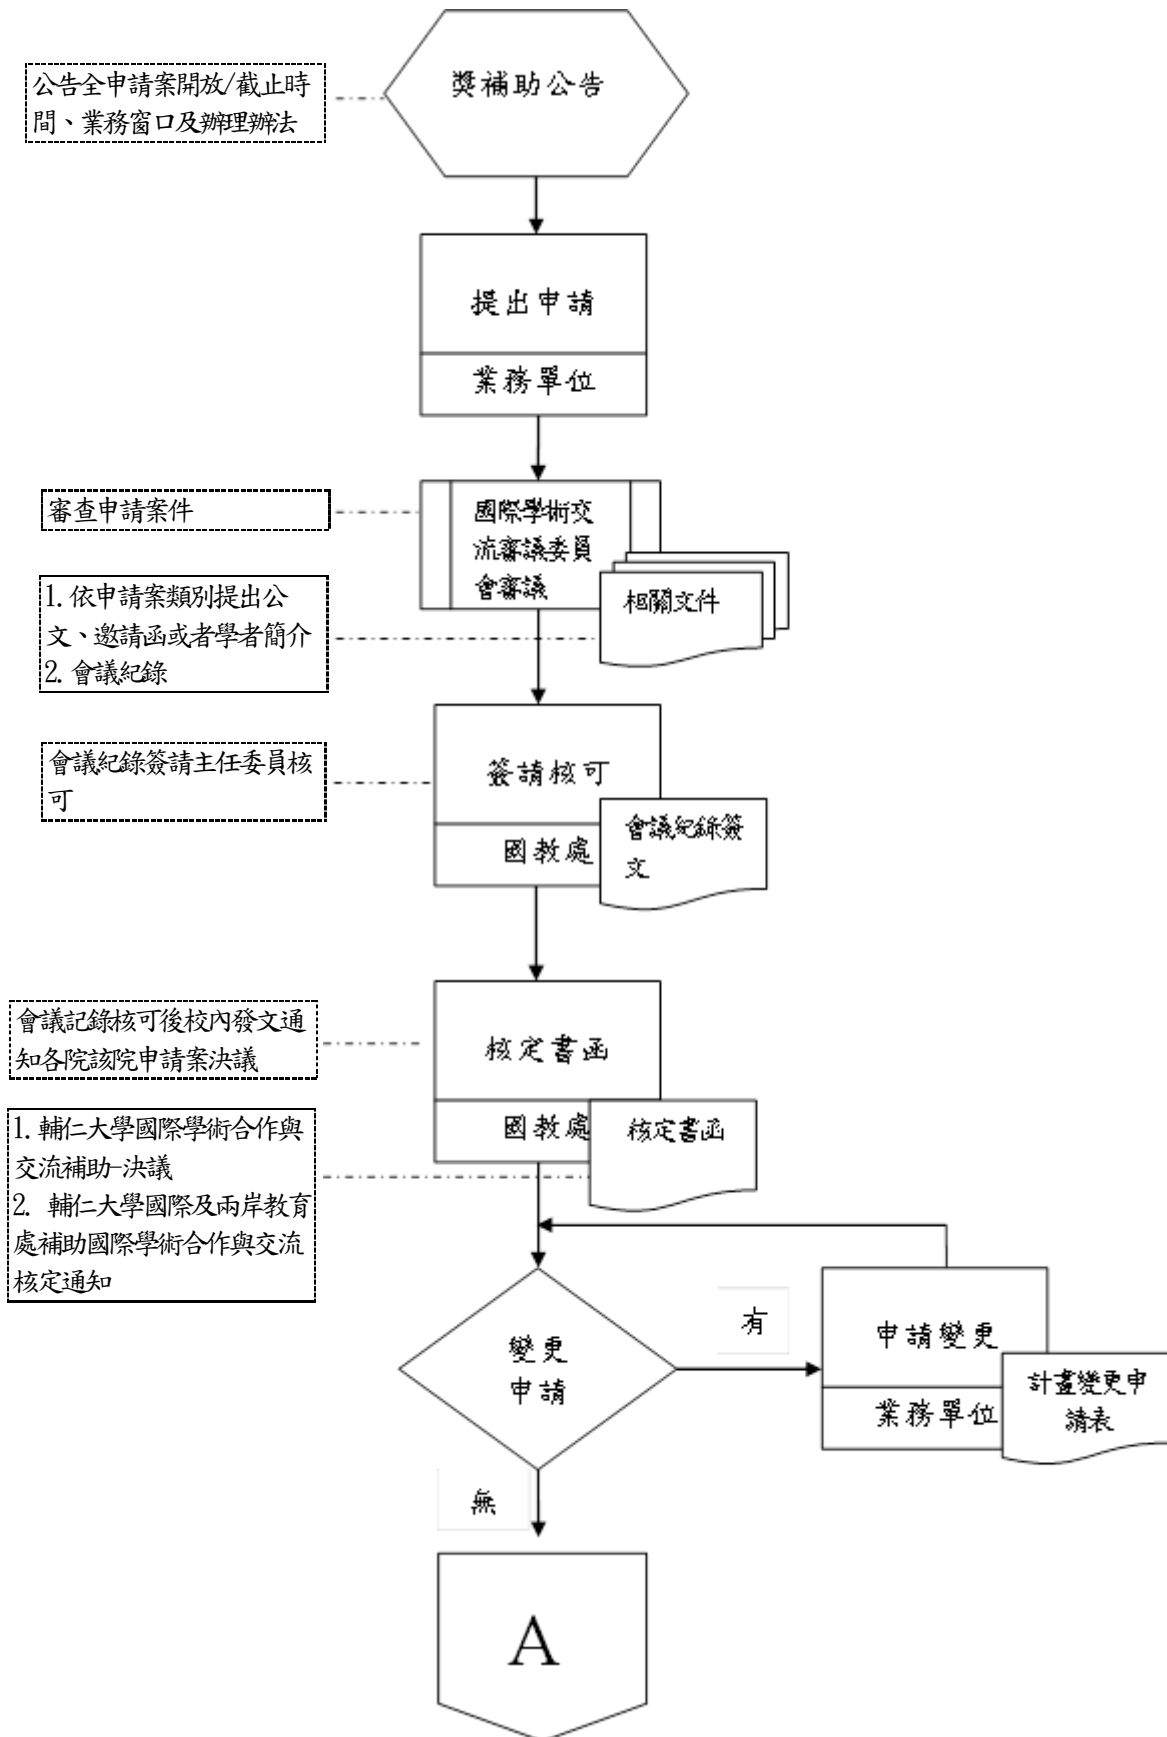 獎補助公告
公告全申請案開放/截止時
間、業務窗口及辦理辦法
提出申請
業務單位
審查申請案件
國際學術交
流審議委員
會審議
相關文件
1. 依申請案類別提出公
文、邀請函或者學者簡介
2. 會議紀錄
簽請核可
國教處
會議紀錄簽請主任委員核
可
會議紀錄簽
文
會議記錄核可後校內發文通
知各院該院申請案決議
核定書函
國教處
核定書函
1. 輔仁大學國際學術合作與
交流補助-決議
2. 輔仁大學國際及兩岸教育
處補助國際學術合作與交流
核定通知
變更
申請
有
申請變更
業務單位
計畫變更申
請表
無
A